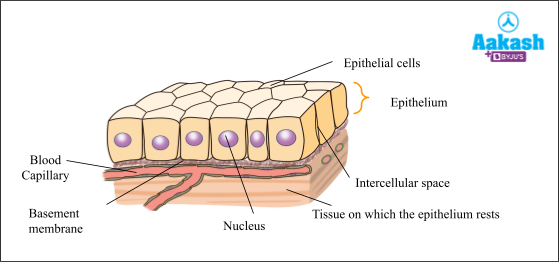 Aakash
+ BYJU'S
Epithelial cells
Epithelium
Blood
Capillary
Intercellular space
Basement
membrane
Nucleus
Tissue on which the epithelium rests